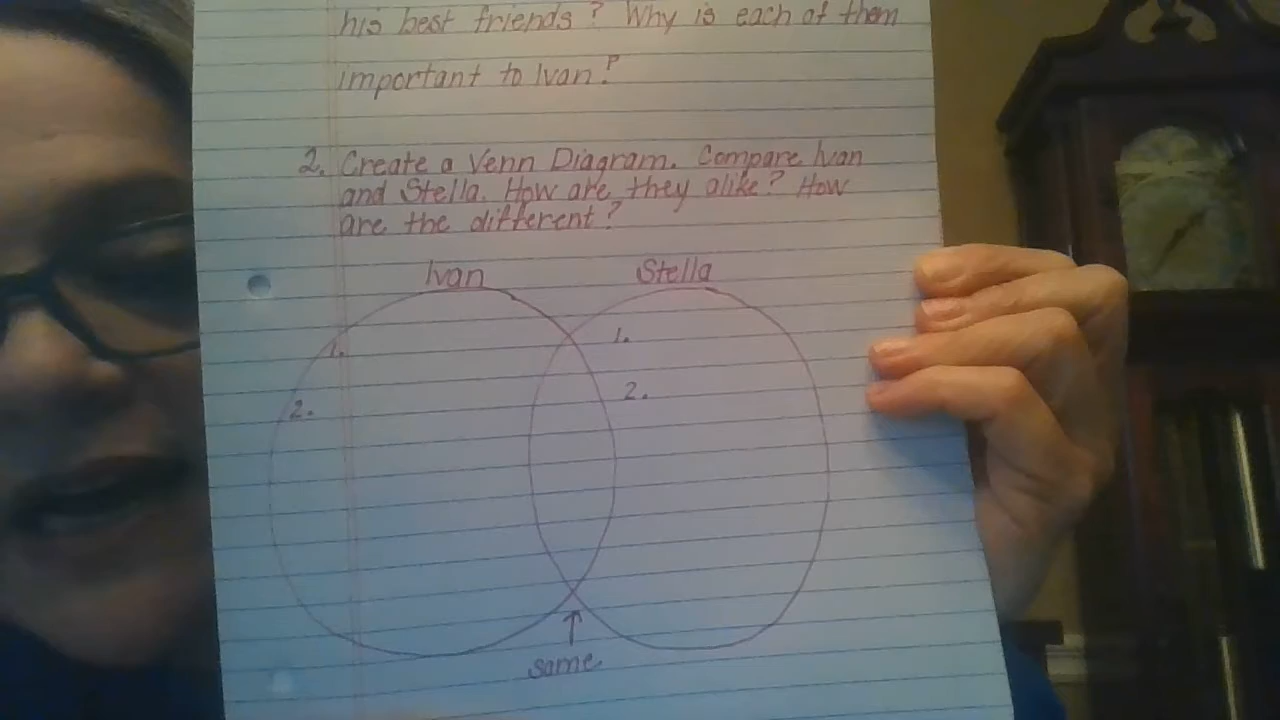 his best friends? Why is each of them
important to Ivan?
2. Create a Venn Diagram. Compare Ivan
and Stella. How are they alike? How
are the different?
Ivan
Stella
1.
2.
1.
2.
same